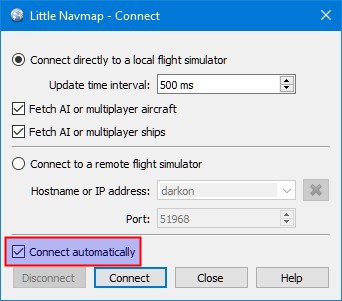 Little Navmap - Connect
Connect directly to a local flight simulator
Update time interval: 500 ms
Fetch AI or multiplayer aircraft
Fetch AI or multiplayer ships
Connect to a remote flight simulator
Hostname or IP address: darkon
Port: 51968
Connect automatically
Disconnect Connect Close Help